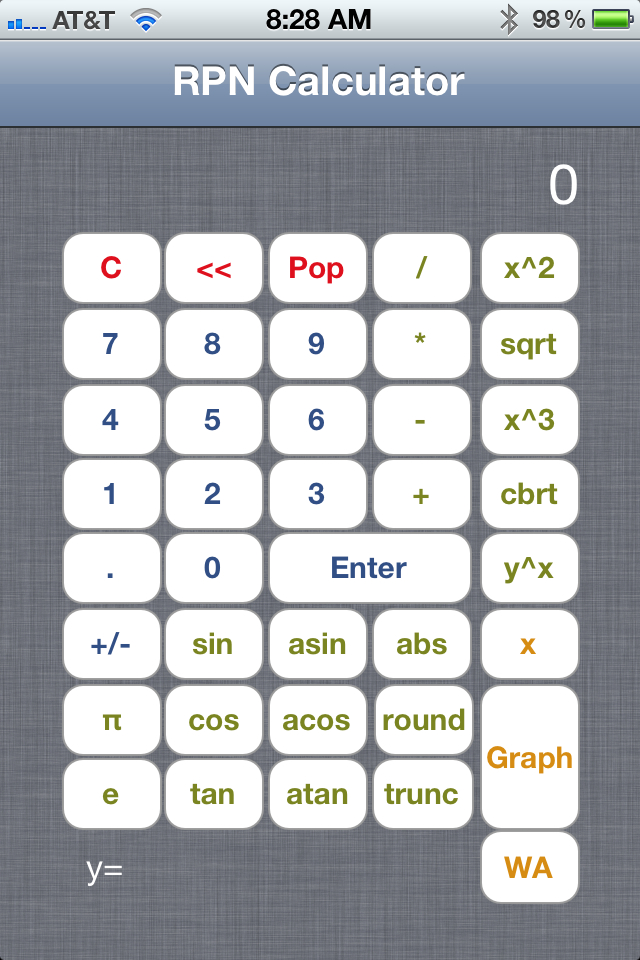 AT&T 8:28 AM 98 %
RPN Calculator
0
C << Pop / x^2
7 8 9 * sqrt
4 5 6 - x^3
1 2 3 + cbrt
. 0 Enter y^x
+/- sin asin abs x
π cos acos round
Graph
e tan atan trunc
y= WA